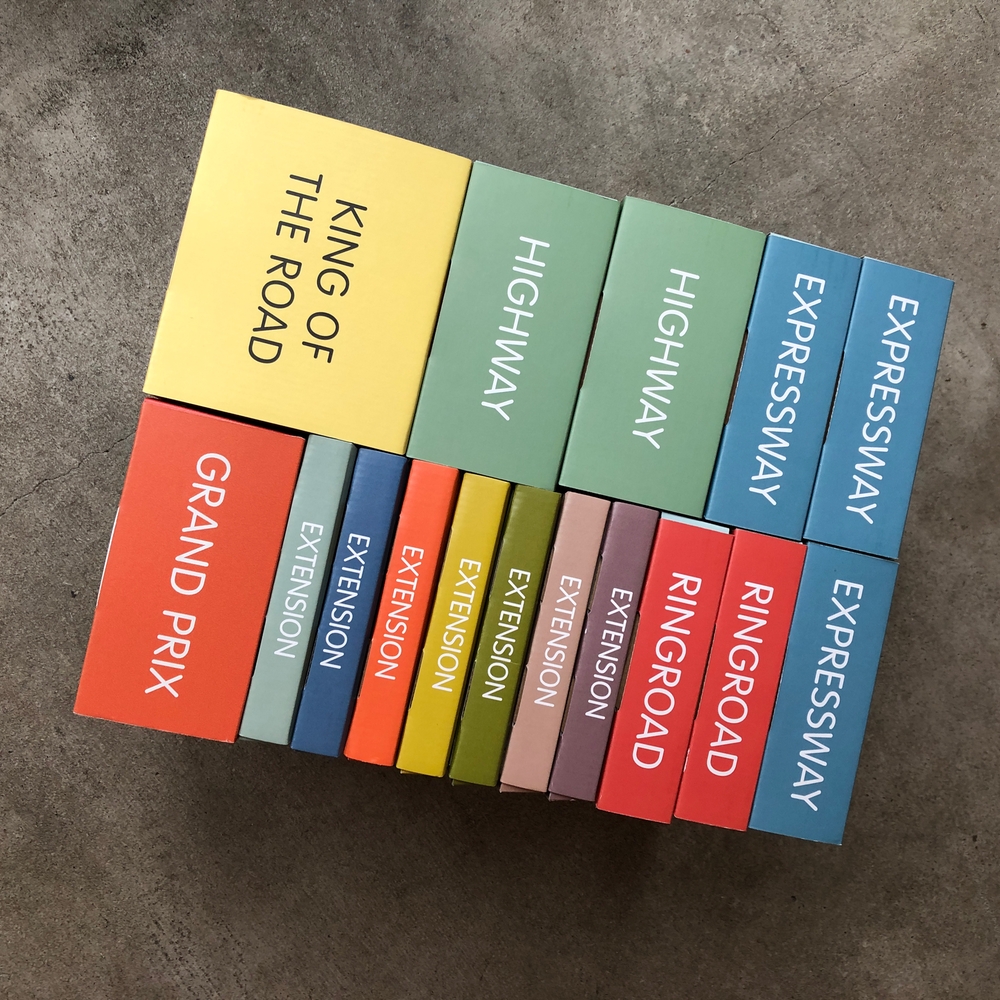 KING OF
THE ROAD
HIGHWAY
HIGHWAY
EXPRESSWAY
EXPRESSWAY
GRAND PRIX
EXTENSION
EXTENSION
EXTENSION
EXTENSION
EXTENSION
EXTENSION
EXTENSION
RINGROAD
RINGROAD
EXPRESSWAY